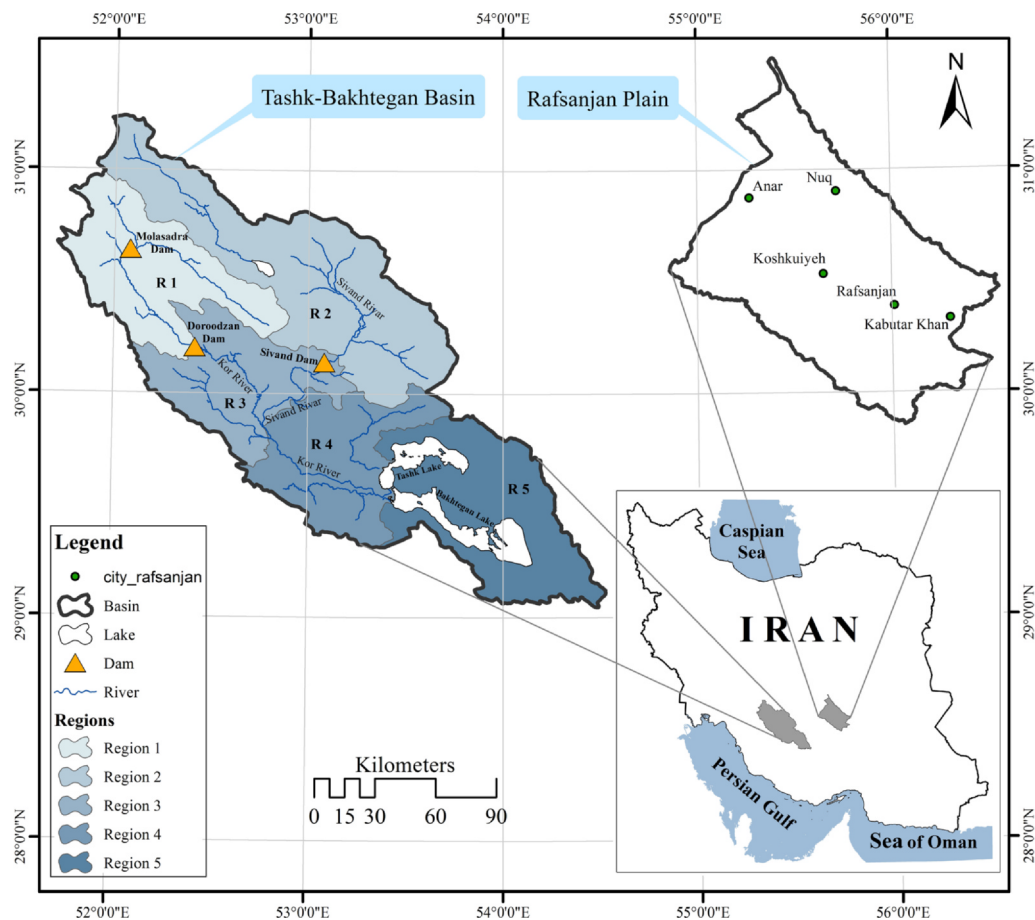 52°0'0"E
53°0'0"E
54°0'0"E
55°0'0"E
56°0'0"E
Tashk-Bakhtegan Basin
Rafsanjan Plain
N
31°0'0"N
31°0'0"N
Anar
Nuq
Molasadra
Dam
Koshkuiyeh
R 1
Sivand Rivar
Rafsanjan
R 2
Kabutar Khan
Doroodzan
Dam
Sivand Dam
30°0'0"N
30°0'0"N
Kor River
R 3
Sivand Rivar
R 4
Kor River
Tashk Lake
R 5
Bakhtegan Lake
Caspian
Sea
Legend
city_rafsanjan
Basin
Lake
Dam
River
Regions
Region 1
Region 2
Region 3
Region 4
Region 5
29°0'0"N
29°0'0"N
IRAN
Kilometers
0 15 30 60 90
Persian Gulf
Sea of Oman
28°0'0"N
28°0'0"N
52°0'0"E
53°0'0"E
54°0'0"E
55°0'0"E
56°0'0"E